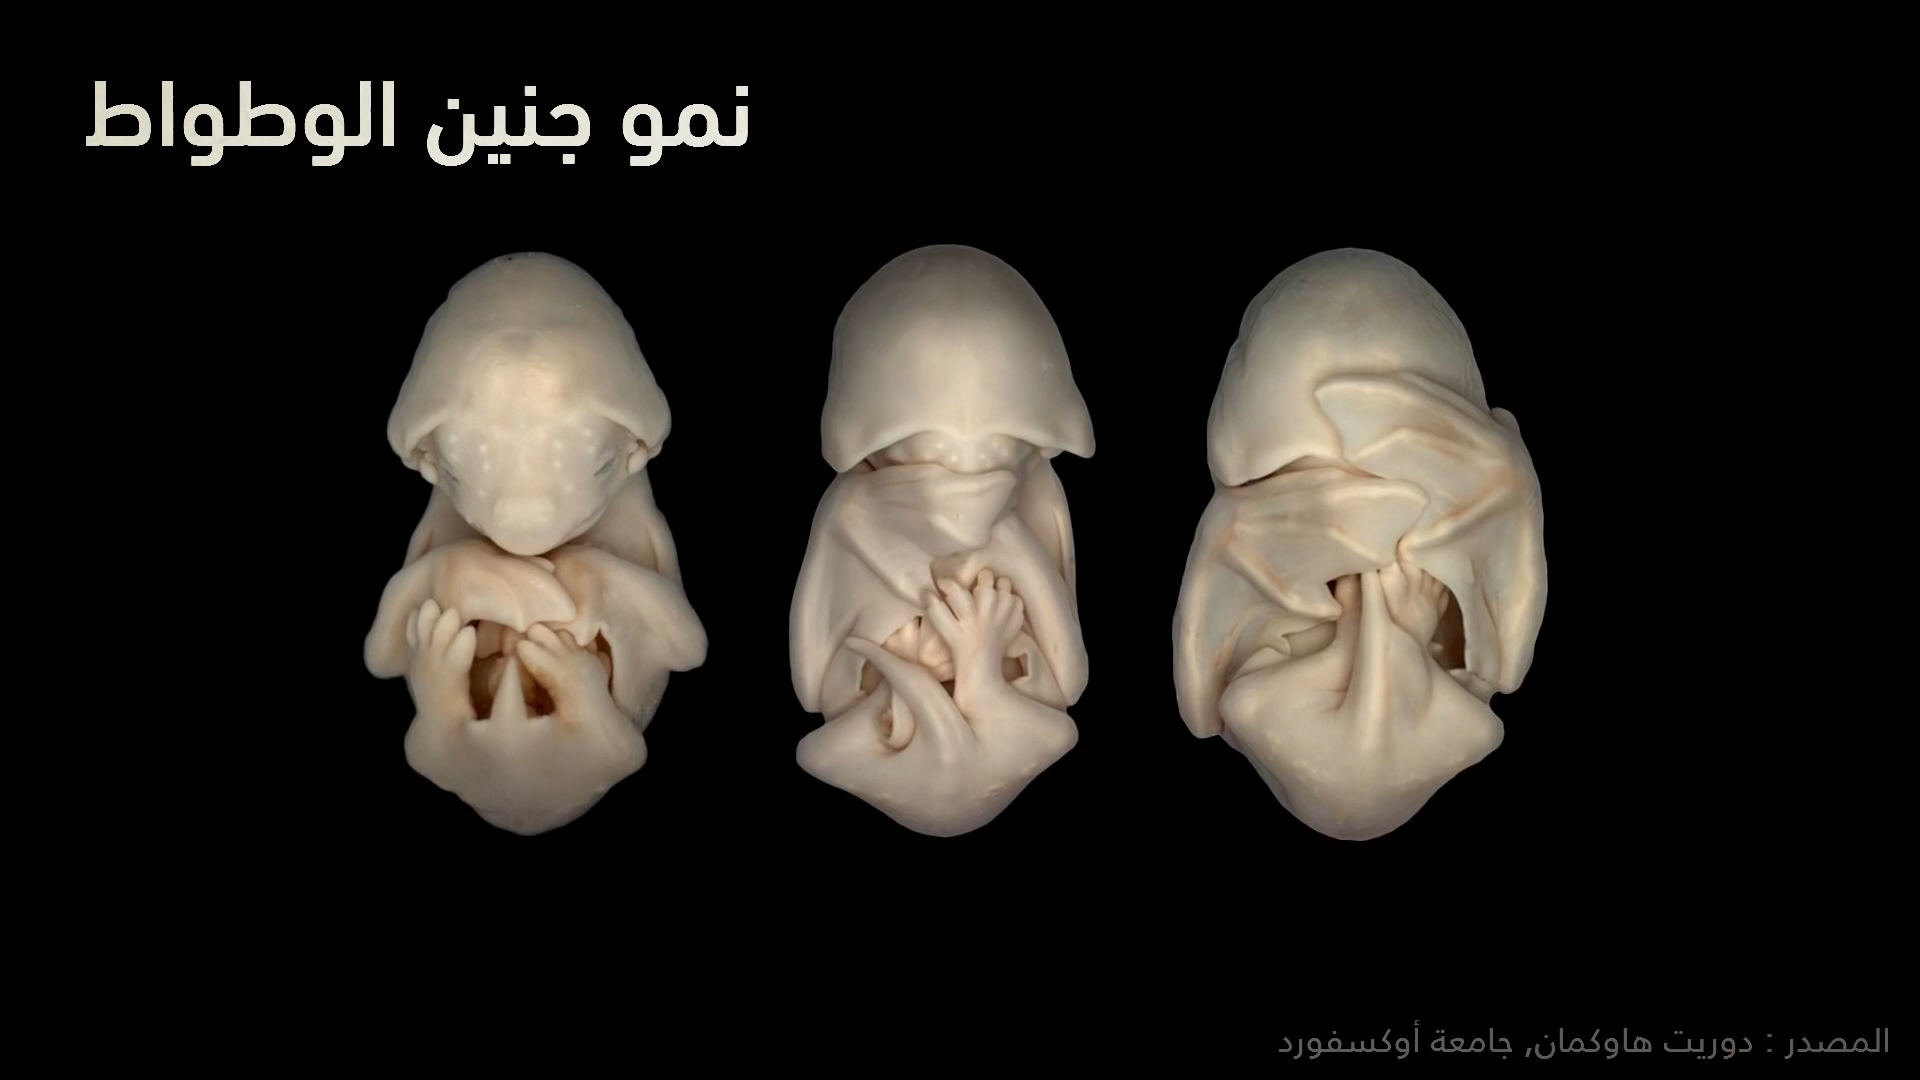 نمو جنين الوطواط
المصدر : دوريت هاوكمان, جامعة أوكسفورد